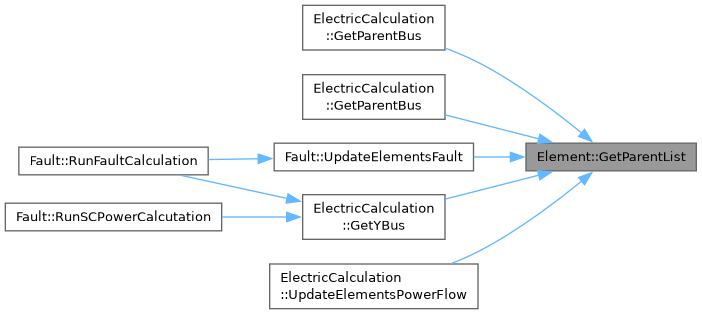 ElectricCalculation
::GetParentBus
ElectricCalculation
::GetParentBus
Element::GetParentList
Fault::UpdateElementsFault
Fault::RunFaultCalculation
ElectricCalculation
::GetYBus
Fault::RunSCPowerCalcutation
ElectricCalculation
::UpdateElementsPowerFlow